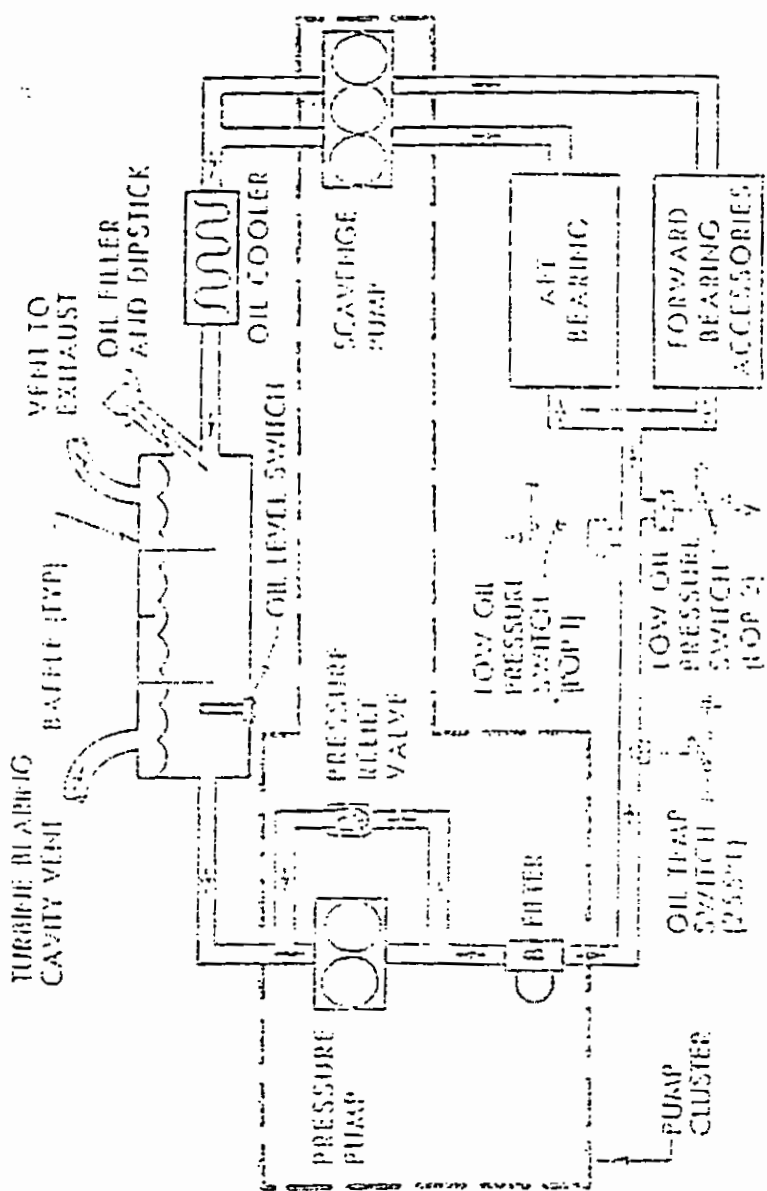 TURBINE BEARING
CAVITY VENT
BAFFLE (TYP)
VENT TO
EXHAUST
OIL FILLER
AND DIPSTICK
OIL COOLER
OIL LEVEL SWITCH
PRESSURE
RELIEF
VALVE
SCAVENGE
PUMP
PRESSURE
PUMP
FILTER
LOW OIL
PRESSURE
SWITCH
AFT
BEARING
FORWARD
BEARING
ACCESSORIES
LOW OIL
PRESSURE
SWITCH
OIL TEMP
SWITCH
PUMP
CLUSTER